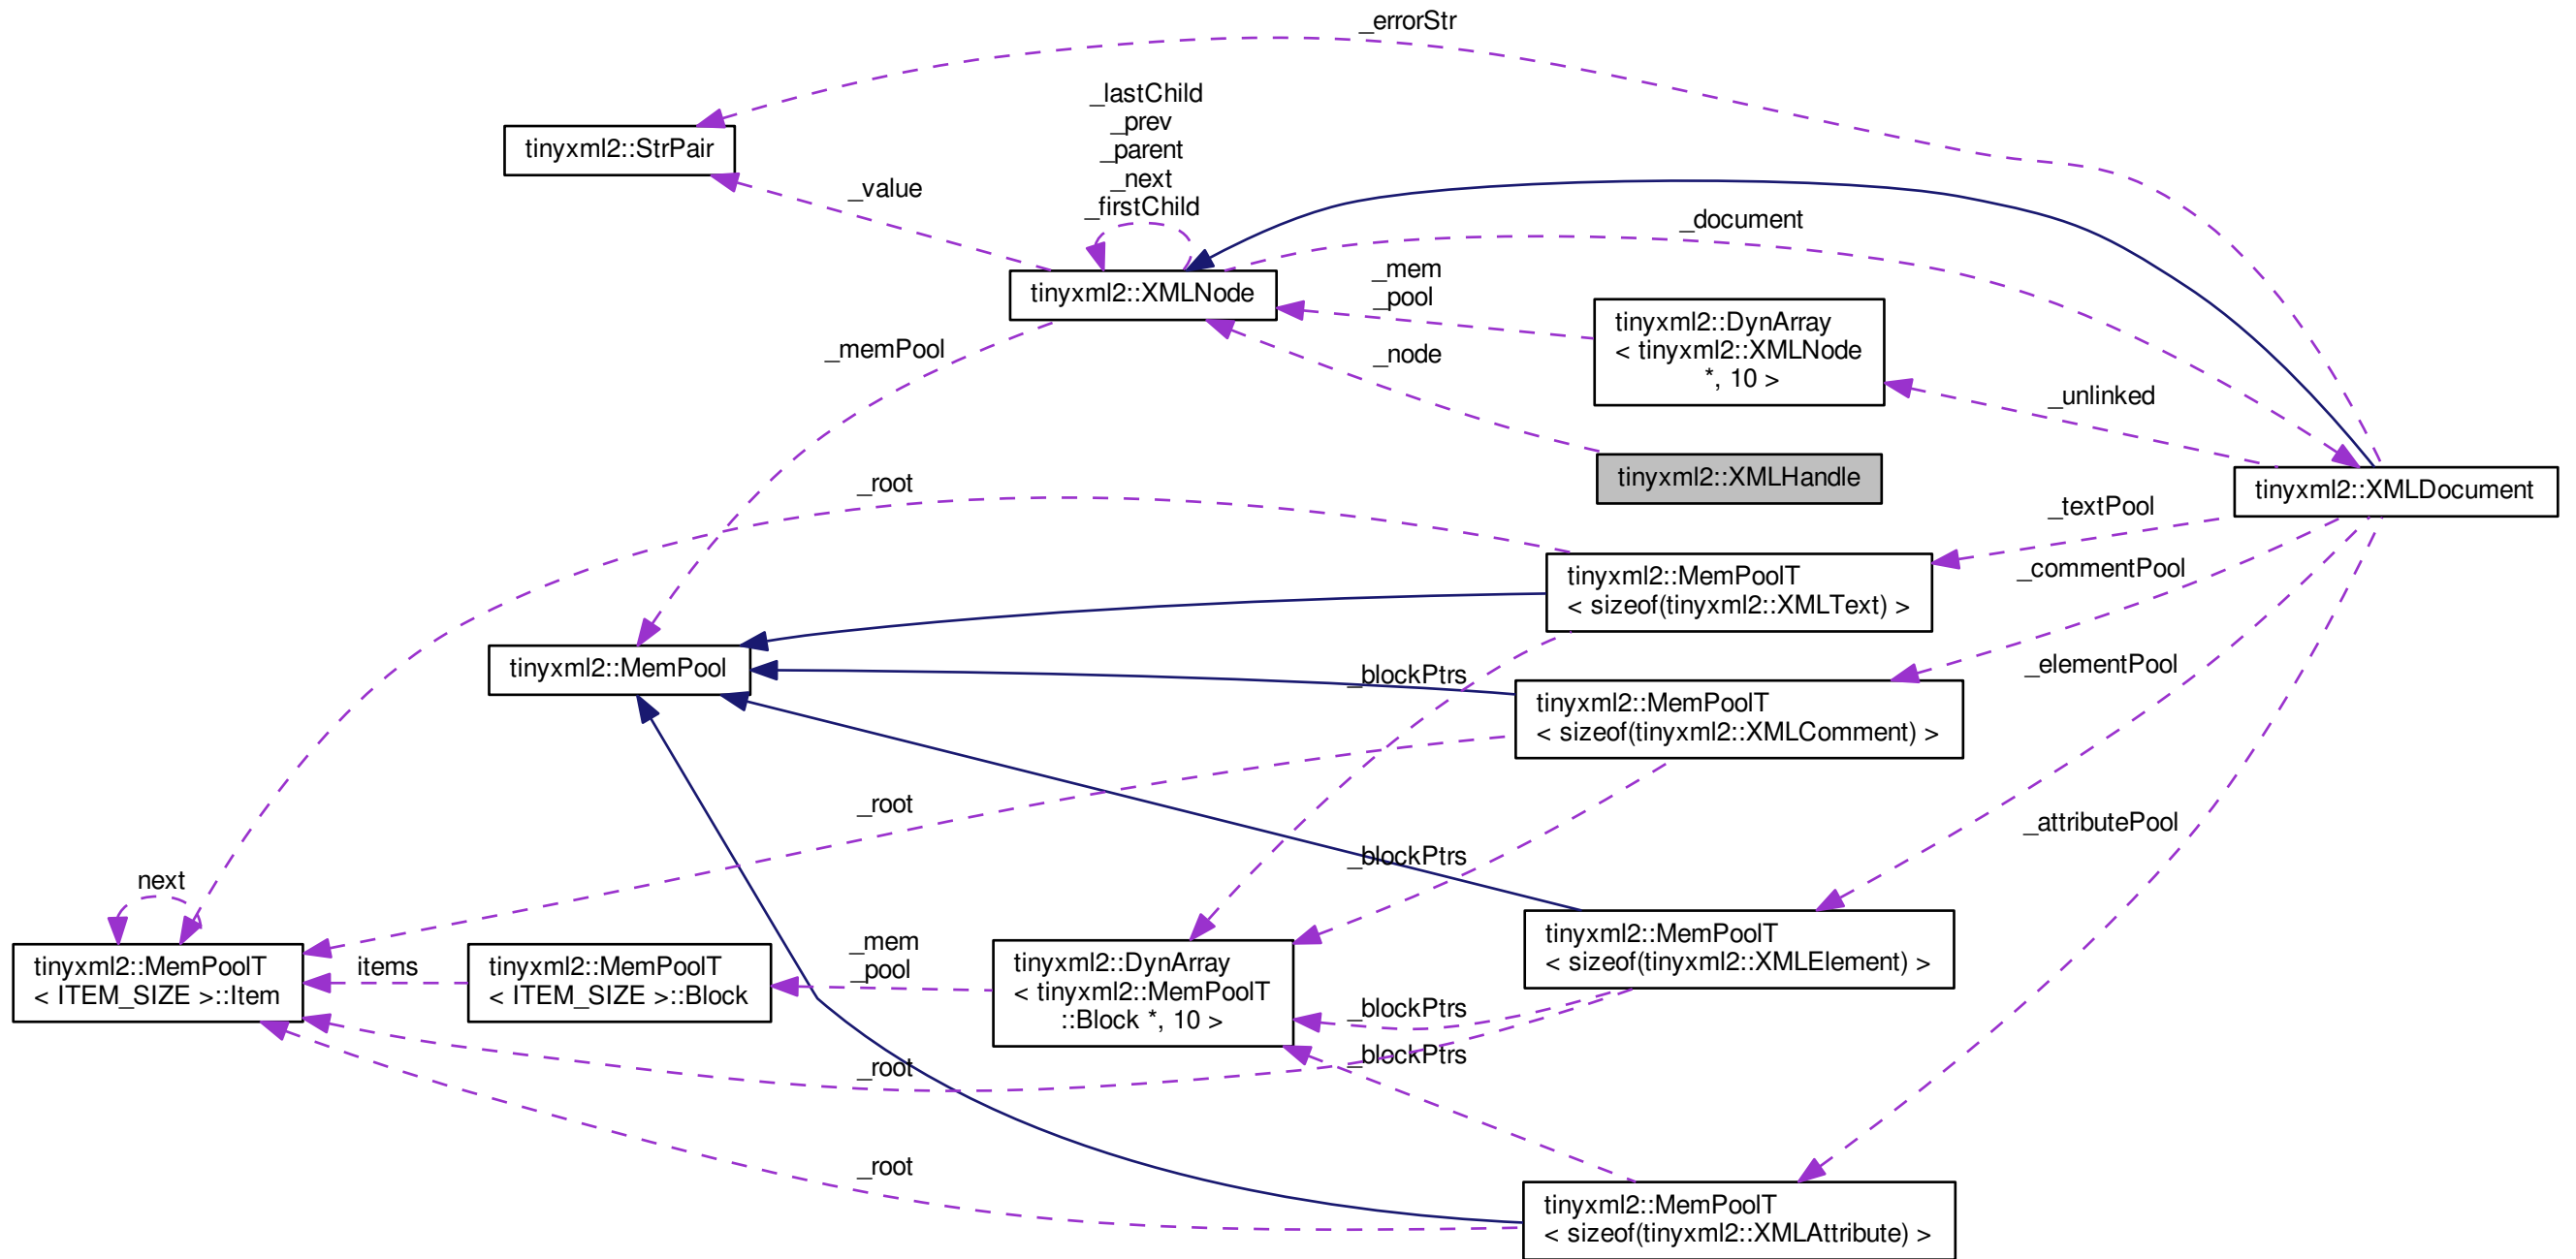 _errorStr
_lastChild
_prev
_parent
_next
_firstChild
tinyxml2::StrPair
_value
_document
tinyxml2::XMLNode
_mem
_pool
tinyxml2::DynArray
< tinyxml2::XMLNode
*, 10 >
_memPool
_node
_unlinked
tinyxml2::XMLHandle
tinyxml2::XMLDocument
_root
_textPool
tinyxml2::MemPoolT
< sizeof(tinyxml2::XMLText) >
_commentPool
tinyxml2::MemPool
_blockPtrs
_elementPool
tinyxml2::MemPoolT
< sizeof(tinyxml2::XMLComment) >
_root
_attributePool
_blockPtrs
next
tinyxml2::MemPoolT
< ITEM_SIZE >::Item
items
tinyxml2::MemPoolT
< ITEM_SIZE >::Block
_mem
_pool
tinyxml2::DynArray
< tinyxml2::MemPoolT
::Block *, 10 >
tinyxml2::MemPoolT
< sizeof(tinyxml2::XMLElement) >
_blockPtrs
_blockPtrs
_root
_root
tinyxml2::MemPoolT
< sizeof(tinyxml2::XMLAttribute) >